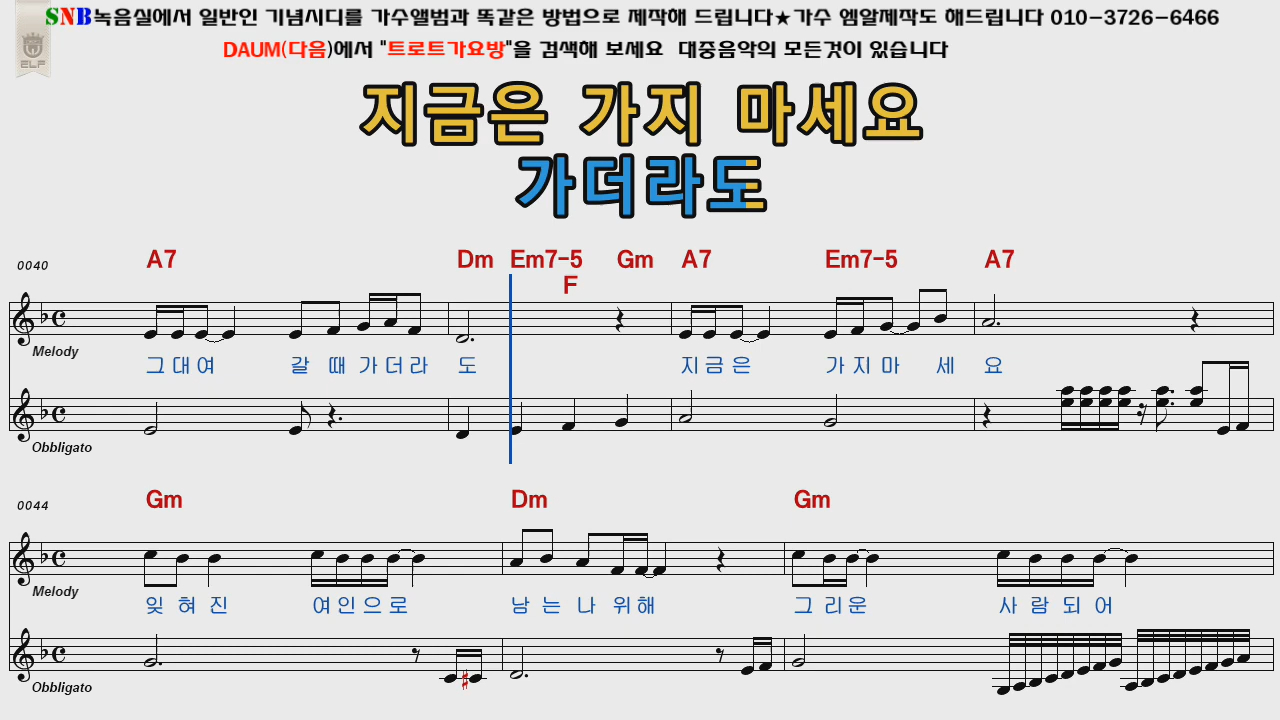 SNB녹음실에서 일반인 기념시디를 가수앨범과 똑같은 방법으로 제작해 드립니다★가수 엠알제작도 해드립니다 010-3726-6466
ELF
DAUM(다음)에서 "트로트가요방"을 검색해 보세요 대중음악의 모든것이 있습니다
지금은 가지 마세요
가더라도
0040 A7 Dm Em7-5 Gm A7 Em7-5 A7
F
Melody
그대여 갈 때 가더라 도 지금은 가지마 세 요
Obbligato
0044 Gm Dm Gm
Melody
잊 혀 진 여인으로 남 는 나 위해 그 리운 사 람 되 어
Obbligato